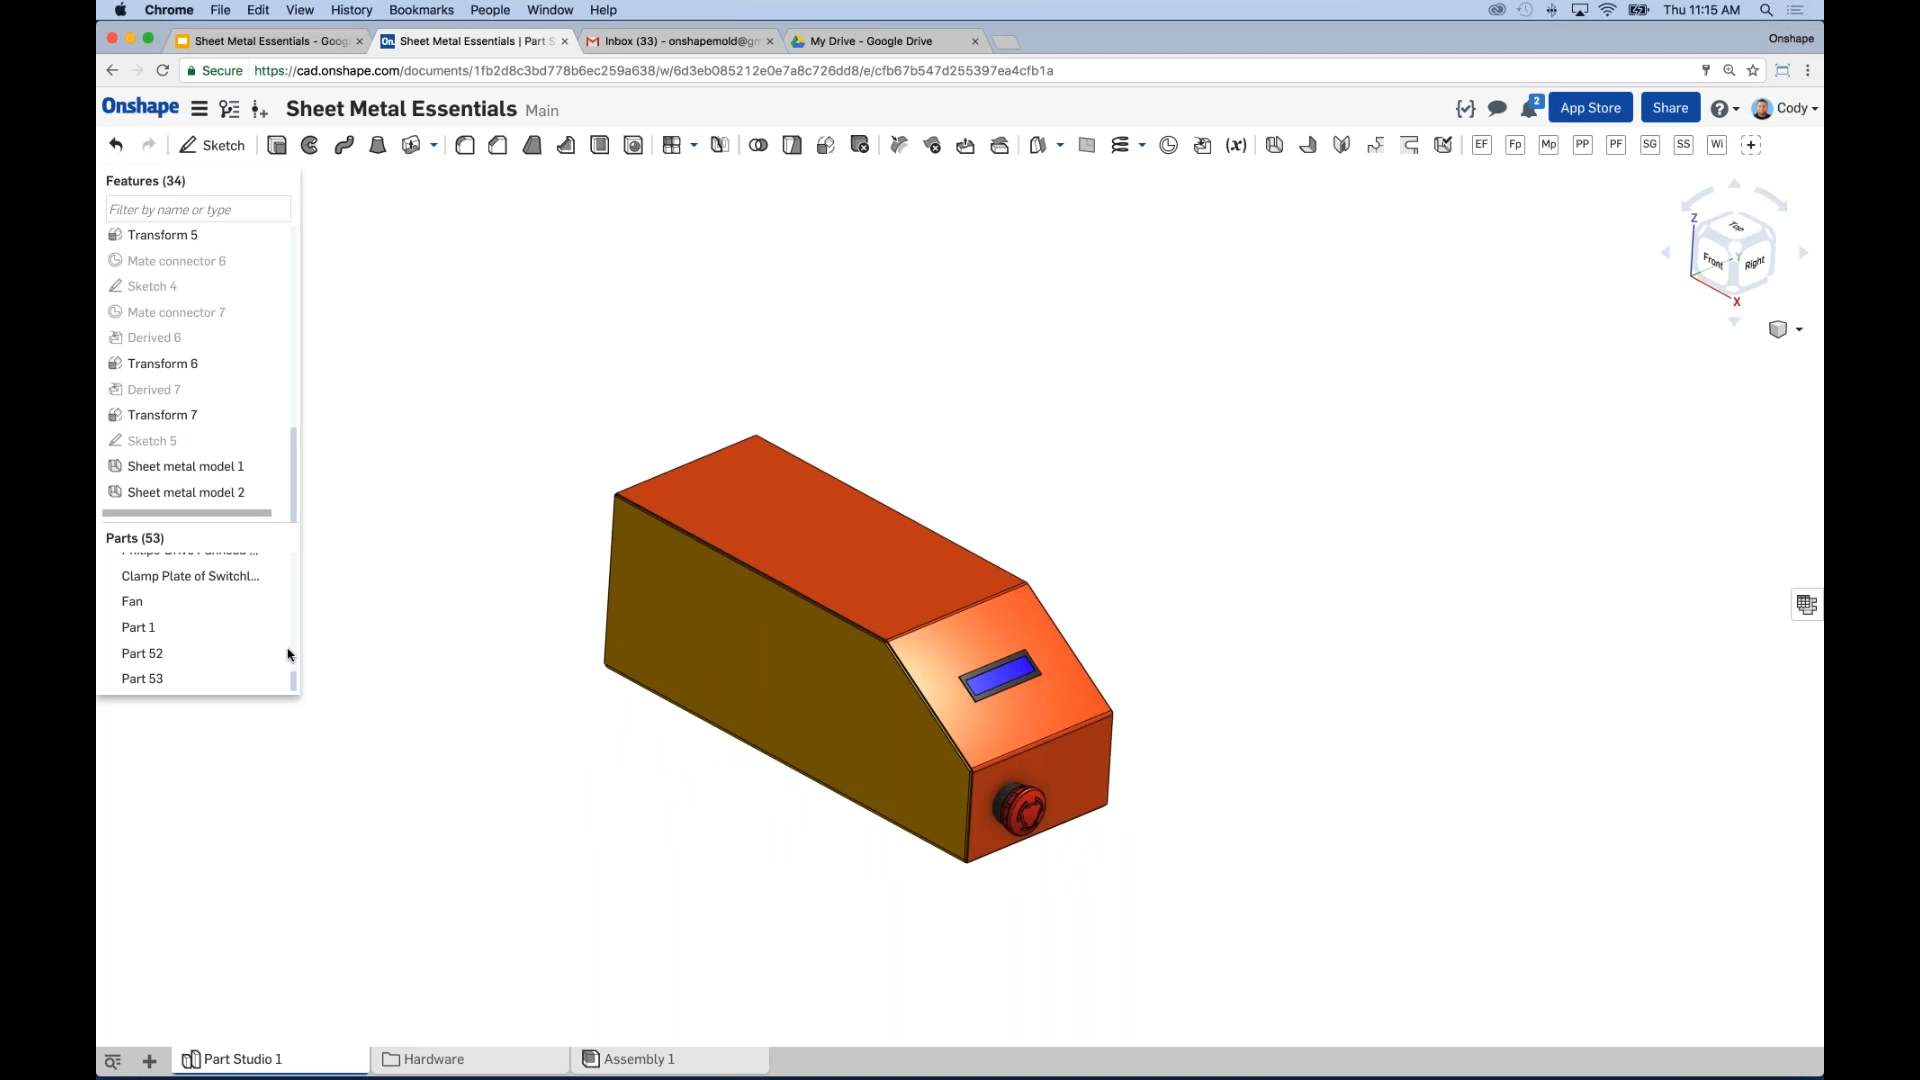 Chrome File Edit View History Bookmarks People Window Help Thu 11:15 AM
Sheet Metal Essentials - Goog
On. Sheet Metal Essentials | Part S
Inbox (33) - onshapemold@gm
My Drive - Google Drive
Onshape
Secure https://cad.onshape.com/documents/1fb2d8c3bd778b6ec259a638/w/6d3eb085212e0e7a8c726dd8/e/cfb67b547d255397ea4cfb1a
Onshape Sheet Metal Essentials Main 2 App Store Share ? Cody
Sketch (x) EF Fp Mp PP PF SG SS Wi
Features (34)
Filter by name or type
Transform 5
Mate connector 6
Sketch 4
Mate connector 7
Derived 6
Transform 6
Derived 7
Transform 7
Sketch 5
Sheet metal model 1
Sheet metal model 2
Parts (53)
Clamp Plate of Switchl...
Fan
Part 1
Part 52
Part 53
Z
Top
Front
Y
Right
X
Part Studio 1
Hardware
Assembly 1